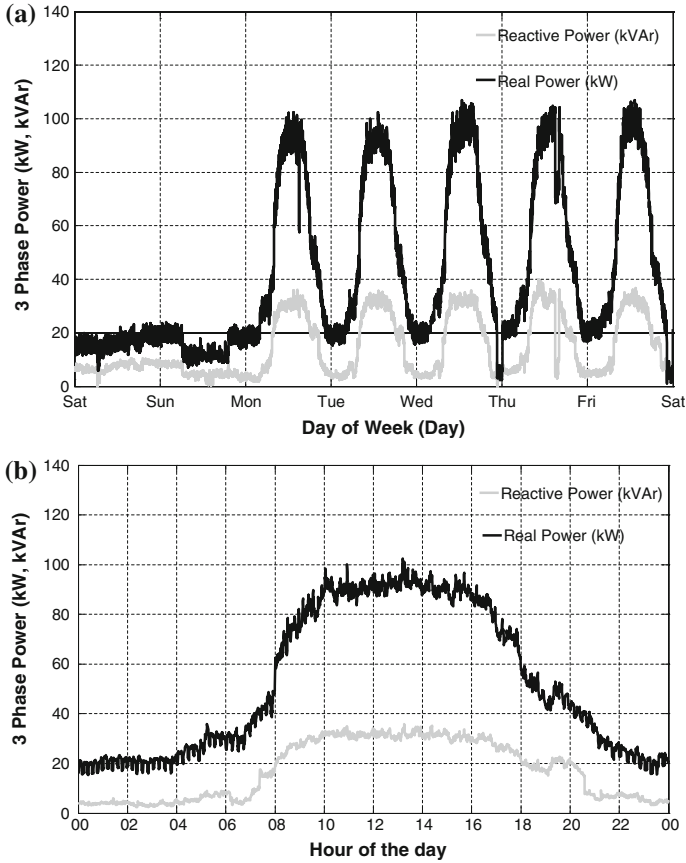 (a)
140
120
100
80
60
40
20
0
3 Phase Power (kW, kVAr)
Reactive Power (kVAr)
Real Power (kW)
Sat Sun Mon Tue Wed Thu Fri Sat
Day of Week (Day)
(b)
140
120
100
80
60
40
20
0
3 Phase Power (kW, kVAr)
Reactive Power (kVAr)
Real Power (kW)
00 02 04 06 08 10 12 14 16 18 20 22 00
Hour of the day